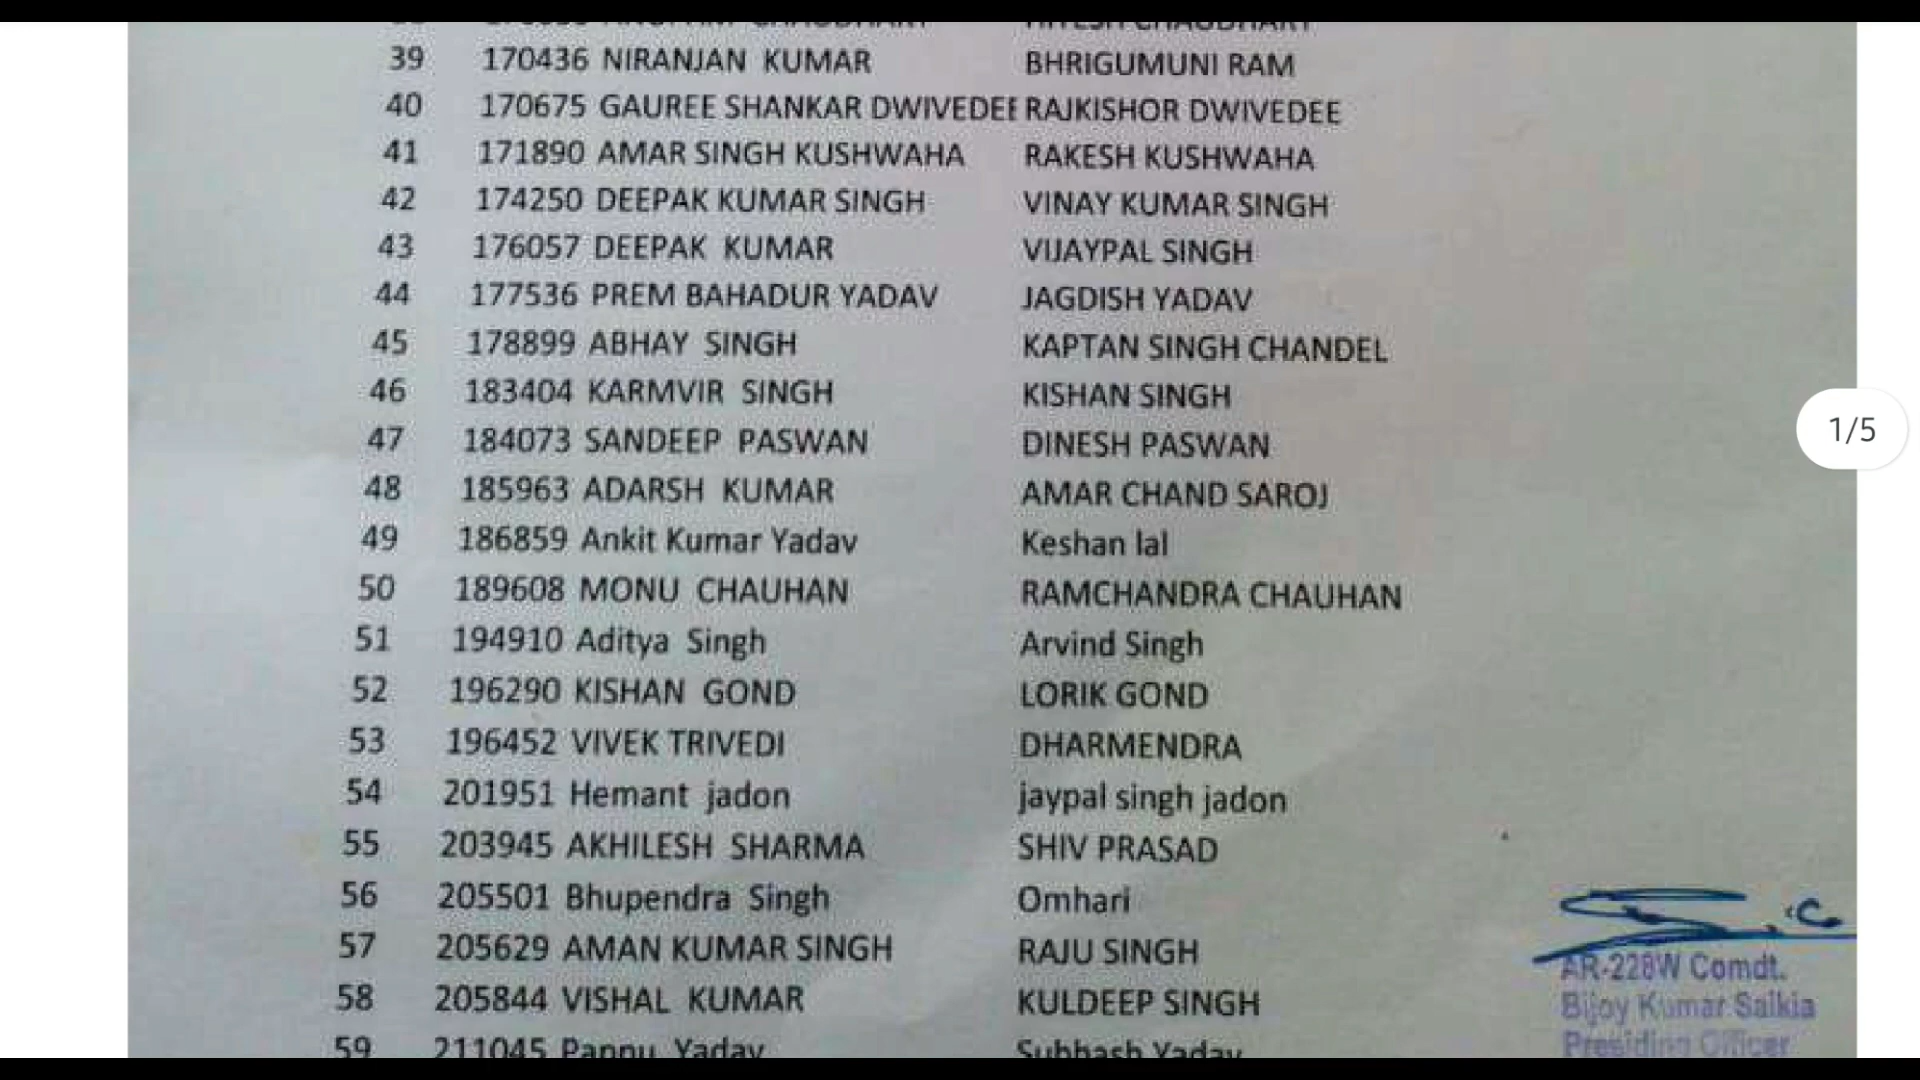 39 170436 NIRANJAN KUMAR BHRIGUMUNI RAM
40 170675 GAUREE SHANKAR DWIVEDEE RAJKISHOR DWIVEDEE
41 171890 AMAR SINGH KUSHWAHA RAKESH KUSHWAHA
42 174250 DEEPAK KUMAR SINGH VINAY KUMAR SINGH
43 176057 DEEPAK KUMAR VIJAYPAL SINGH
44 177536 PREM BAHADUR YADAV JAGDISH YADAV
45 178899 ABHAY SINGH KAPTAN SINGH CHANDEL
46 183404 KARMVIR SINGH KISHAN SINGH
1/5
47 184073 SANDEEP PASWAN DINESH PASWAN
48 185963 ADARSH KUMAR AMAR CHAND SAROJ
49 186859 Ankit Kumar Yadav Keshan lal
50 189608 MONU CHAUHAN RAMCHANDRA CHAUHAN
51 194910 Aditya Singh Arvind Singh
52 196290 KISHAN GOND LORIK GOND
53 196452 VIVEK TRIVEDI DHARMENDRA
54 201951 Hemant jadon jaypal singh jadon
55 203945 AKHILESH SHARMA SHIV PRASAD
56 205501 Bhupendra Singh Omhari
57 205629 AMAN KUMAR SINGH RAJU SINGH
58 205844 VISHAL KUMAR KULDEEP SINGH
59 211045 Pannu Yadav Subhash Yadav
AR-228W Comdt.
Bijoy Kumar Saikia
Presiding Officer